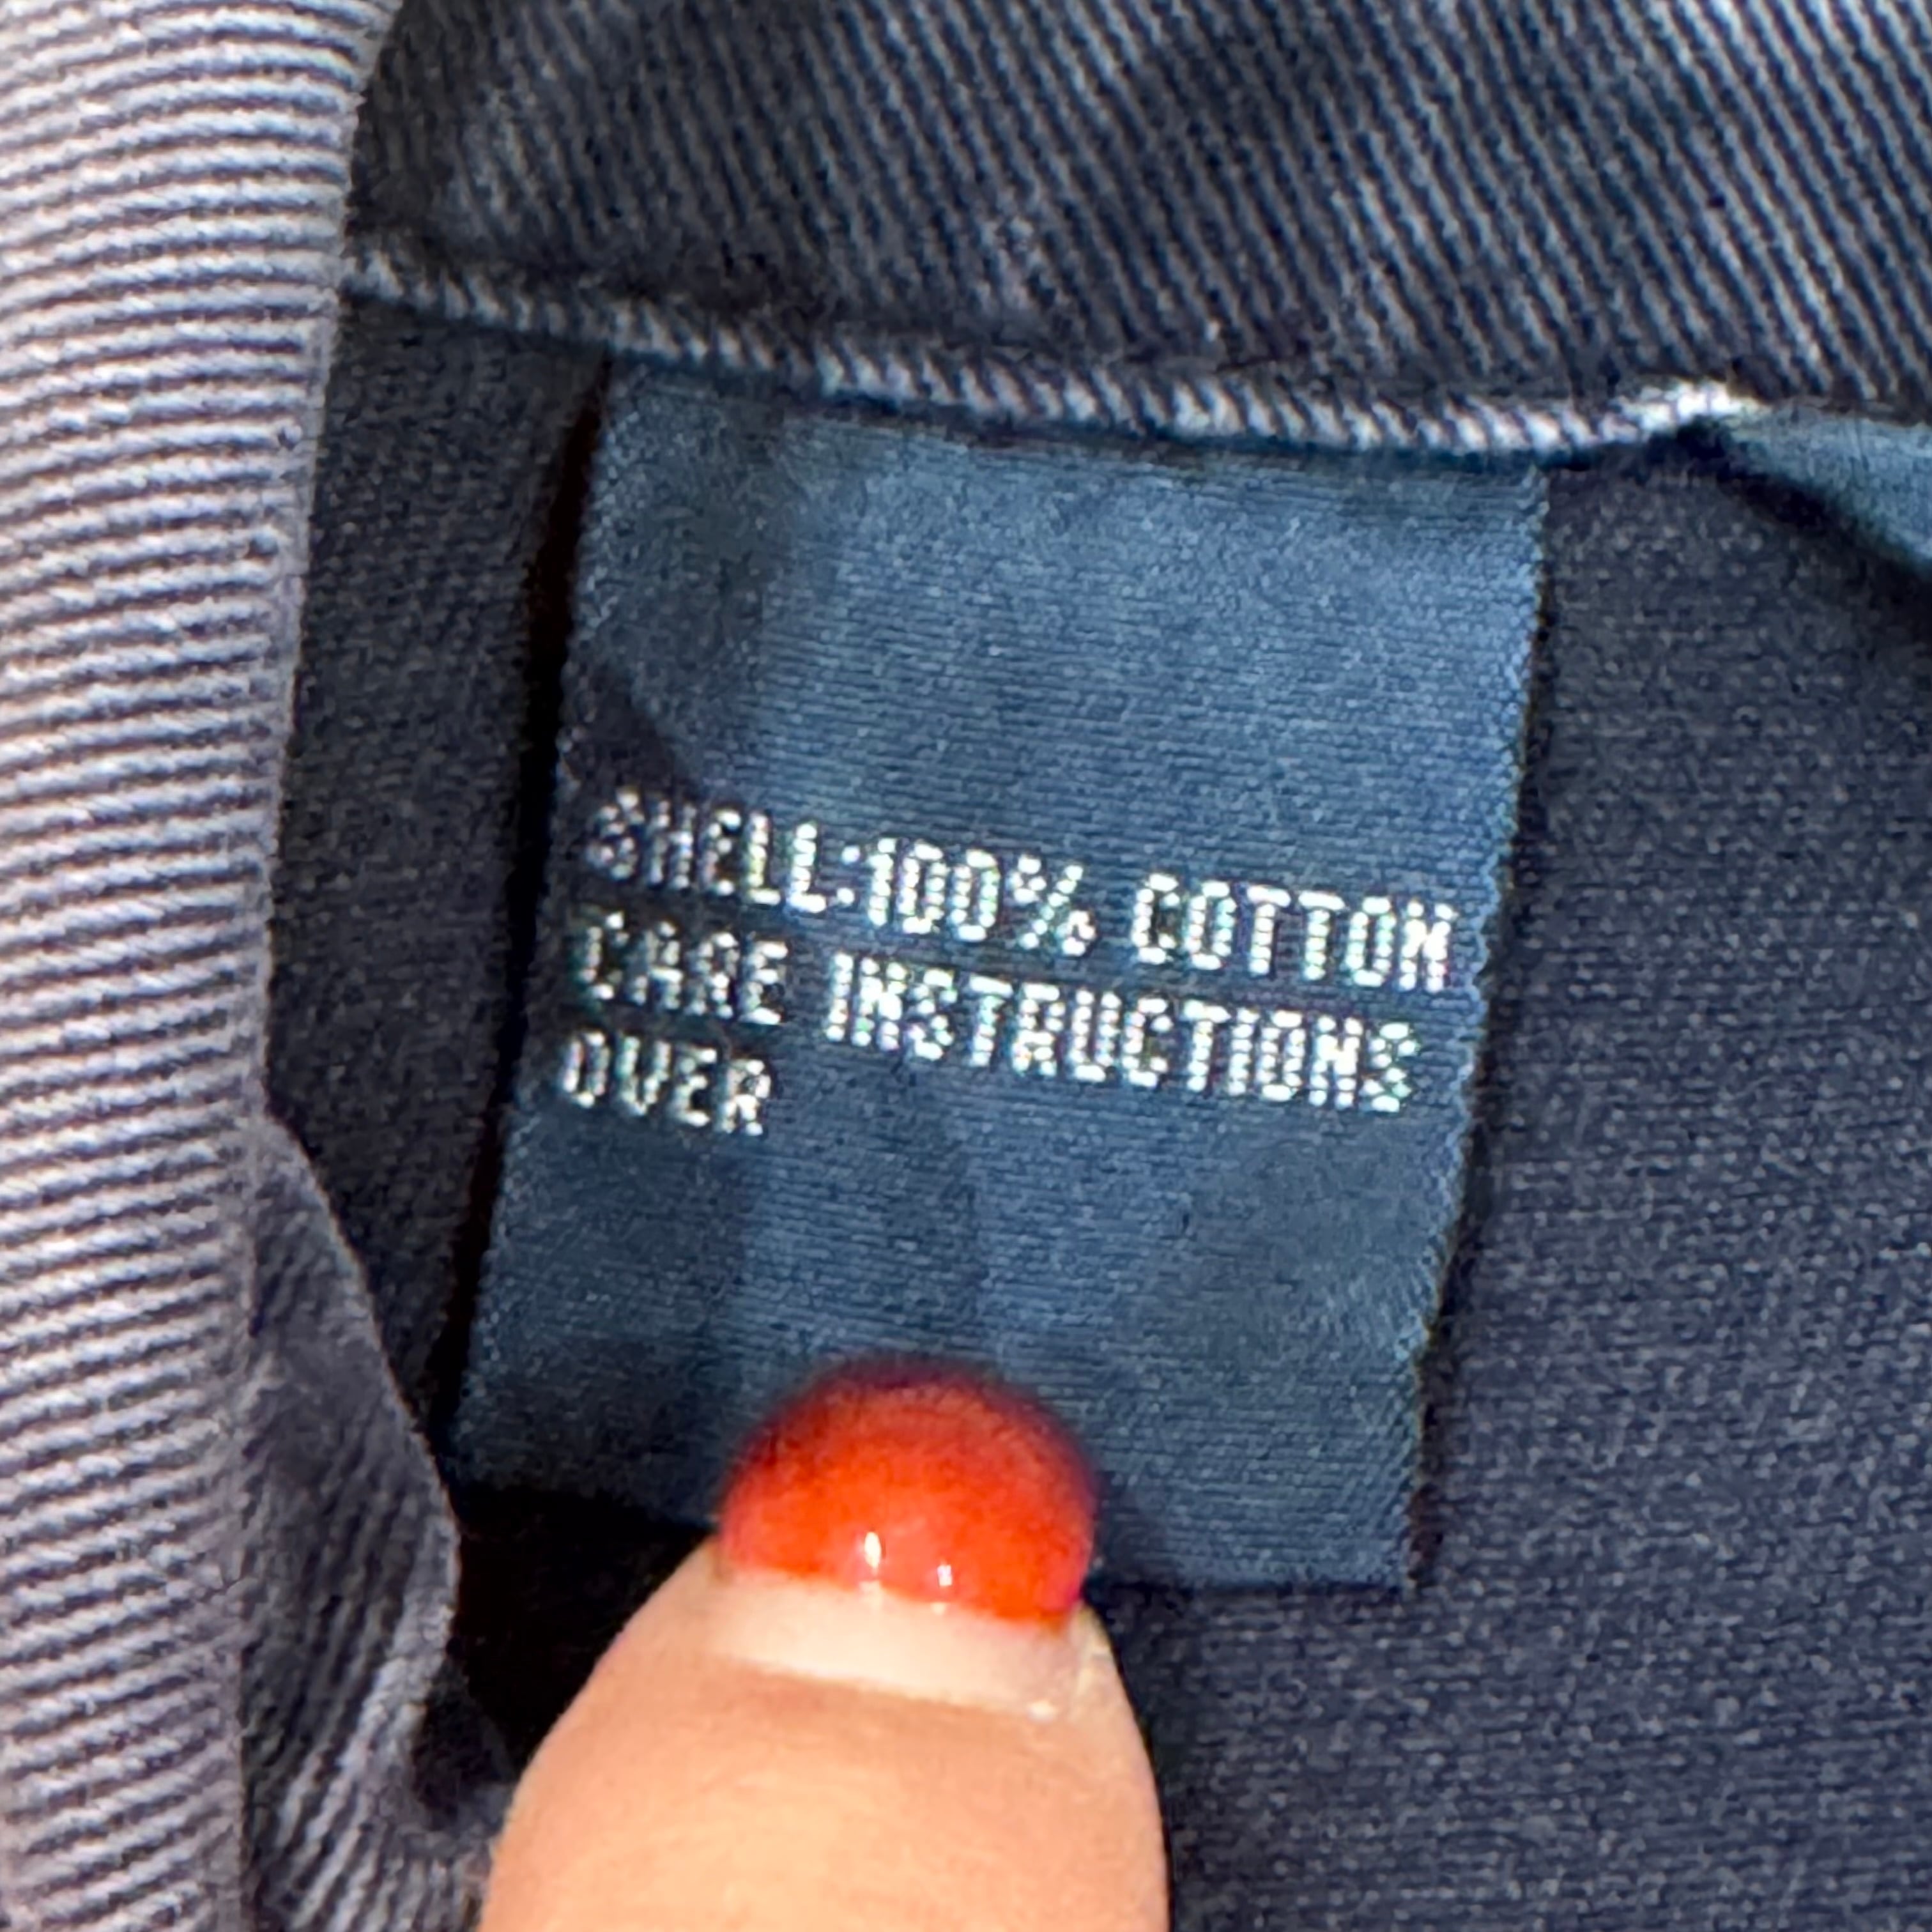 SHELL:100% COTTON
CARE INSTRUCTIONS
OVER